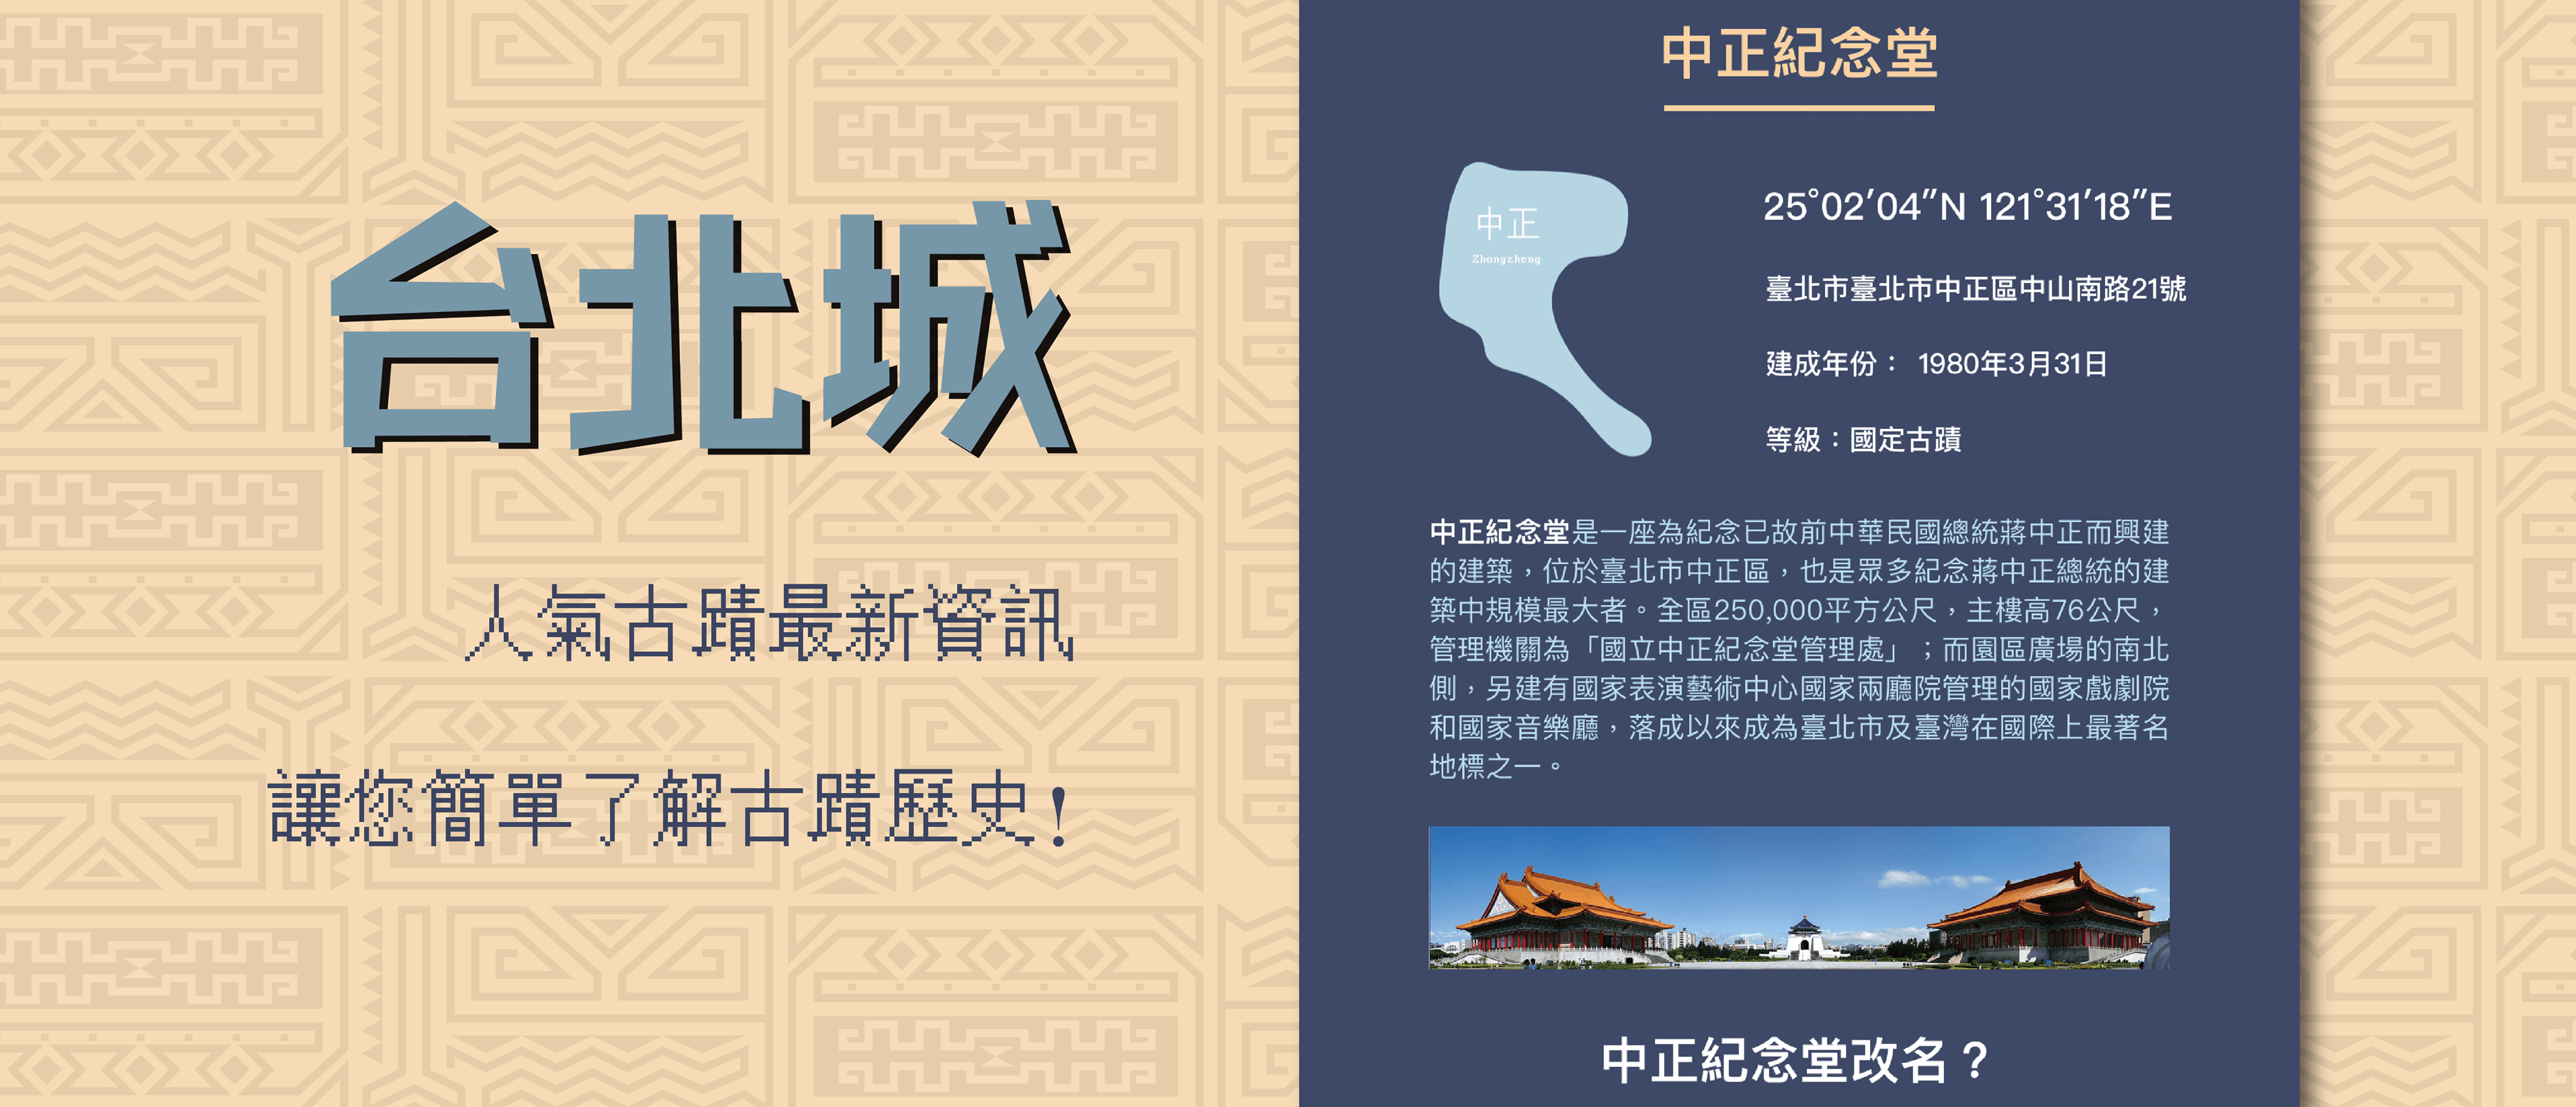 台北城
人氣古蹟最新資訊
讓您簡單了解古蹟歷史!
中正紀念堂
中正
Zhongzheng
25°02′04″N 121°31′18″E
臺北市臺北市中正區中山南路21號
建成年份： 1980年3月31日
等級：國定古蹟
中正紀念堂是一座為紀念已故前中華民國總統蔣中正而興建
的建築，位於臺北市中正區，也是眾多紀念蔣中正總統的建
築中規模最大者。全區250,000平方公尺，主樓高76公尺，
管理機關為「國立中正紀念堂管理處」；而園區廣場的南北
側，另建有國家表演藝術中心國家兩廳院管理的國家戲劇院
和國家音樂廳，落成以來成為臺北市及臺灣在國際上最著名
地標之一。
中正紀念堂改名？